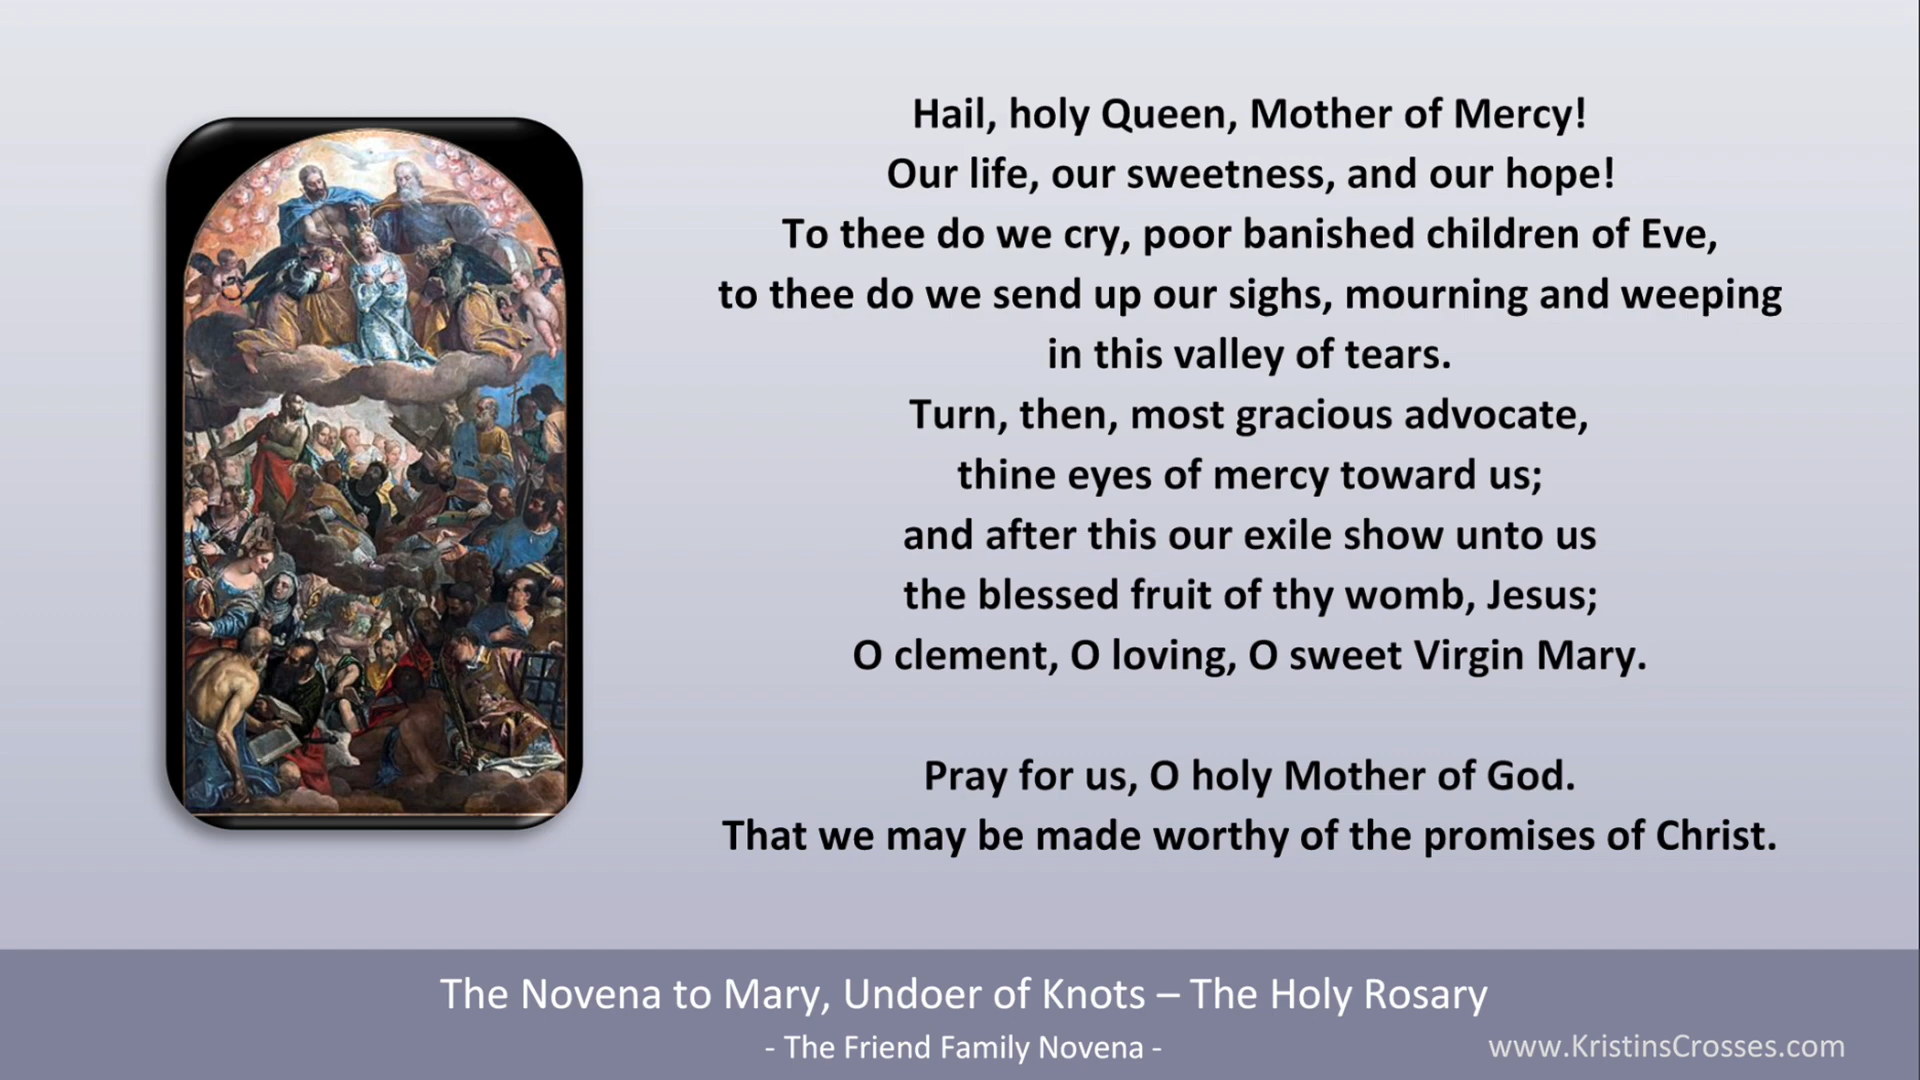 Hail, holy Queen, Mother of Mercy!
Our life, our sweetness, and our hope!
To thee do we cry, poor banished children of Eve,
to thee do we send up our sighs, mourning and weeping
in this valley of tears.
Turn, then, most gracious advocate,
thine eyes of mercy toward us;
and after this our exile show unto us
the blessed fruit of thy womb, Jesus;
O clement, O loving, O sweet Virgin Mary.
Pray for us, O holy Mother of God.
That we may be made worthy of the promises of Christ.
The Novena to Mary, Undoer of Knots – The Holy Rosary
- The Friend Family Novena -
www.KristinsCrosses.com